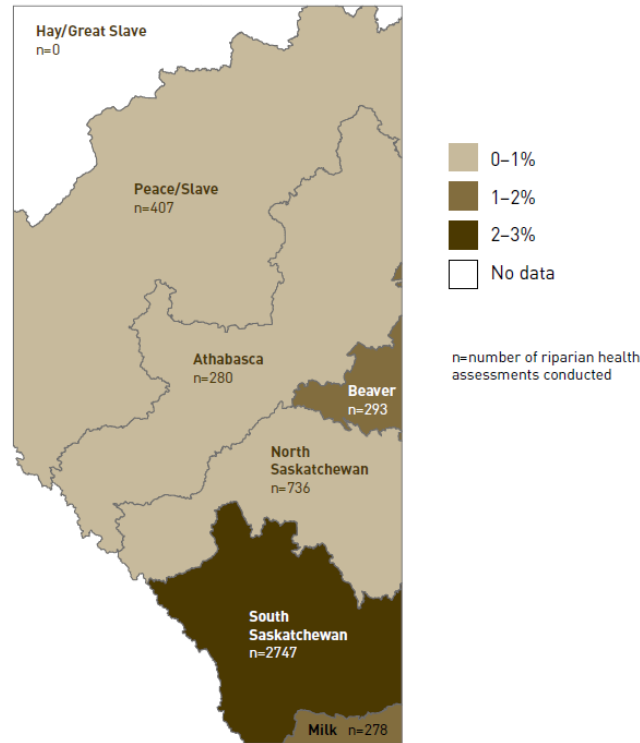 Hay/Great Slave
n=0
Peace/Slave
n=407
Athabasca
n=280
Beaver
n=293
North
Saskatchewan
n=736
South
Saskatchewan
n=2747
Milk n=278
0–1%
1–2%
2–3%
No data
n=number of riparian health
assessments conducted